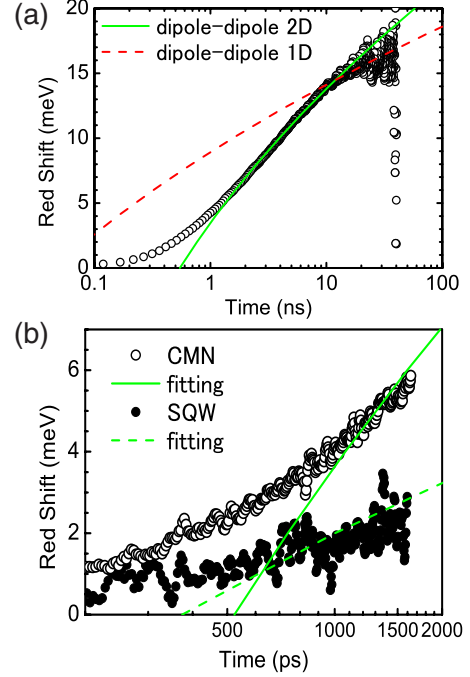 (a)
dipole-dipole 2D
dipole-dipole 1D
20
15
10
5
0
Red Shift (meV)
0.1 1 10 100
Time (ns)
(b)
CMN
fitting
SQW
fitting
6
4
2
0
Red Shift (meV)
500 1000 1500 2000
Time (ps)